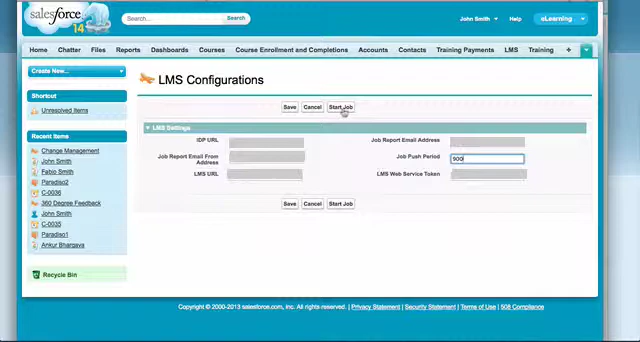 salesforce
14
Search...
Search
John Smith
Help
eLearning
Home Chatter Files Reports Dashboards Courses Course Enrollment and Completions Accounts Contacts Training Payments LMS Training +
Create New...
Shortcut
Unresolved Items
Recent Items
Change Management
John Smith
Fabio Smith
Paradiso2
C-0036
360 Degree Feedback
John Smith
C-0035
Paradiso1
Ankur Bhargava
Recycle Bin
LMS Configurations
Save Cancel Start Job
LMS Settings
IDP URL
Job Report Email Address
Job Report Email From
Address
Job Push Period
900
LMS URL
LMS Web Service Token
Save Cancel Start Job
Copyright © 2000-2013 salesforce.com, inc. All rights reserved. | Privacy Statement | Security Statement | Terms of Use | 508 Compliance